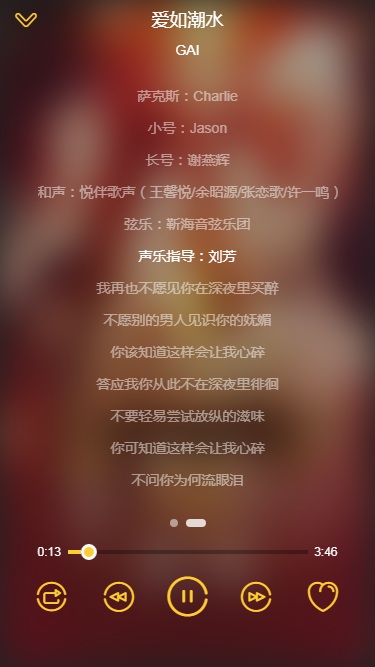 爱如潮水
GAI
萨克斯：Charlie
小号：Jason
长号：谢燕辉
和声：悦伴歌声（王馨悦/余昭源/张恋歌/许一鸣）
弦乐：靳海音弦乐团
声乐指导：刘芳
我再也不愿见你在深夜里买醉
不愿别的男人见识你的妩媚
你该知道这样会让我心碎
答应我你从此不在深夜里徘徊
不要轻易尝试放纵的滋味
你可知道这样会让我心碎
不问你为何流眼泪
0:13 3:46